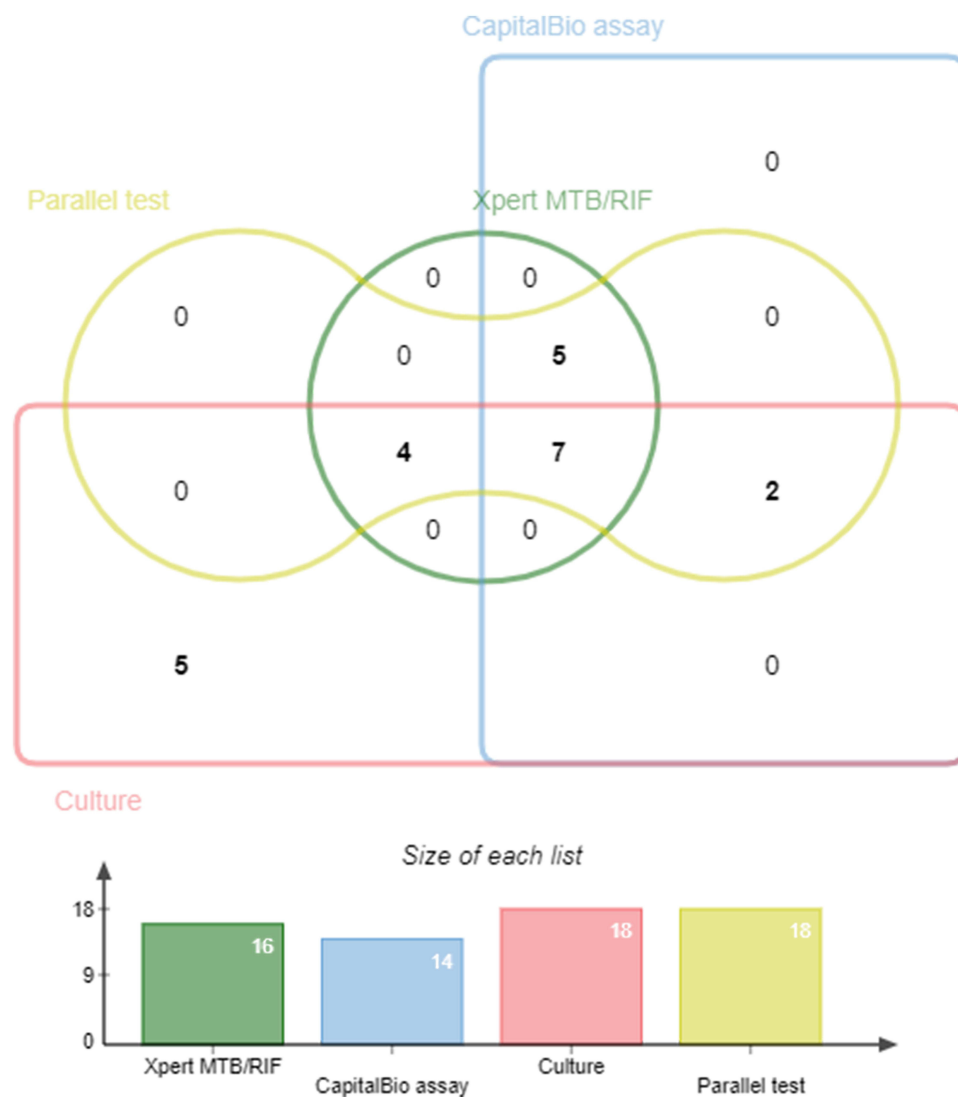 CapitalBio assay
0
Parallel test
Xpert MTB/RIF
0 0
0 0
0 5
4 7
0 2
0 0
5 0
Culture
Size of each list
18
16 14 18 18
9
0
Xpert MTB/RIF CapitalBio assay Culture Parallel test